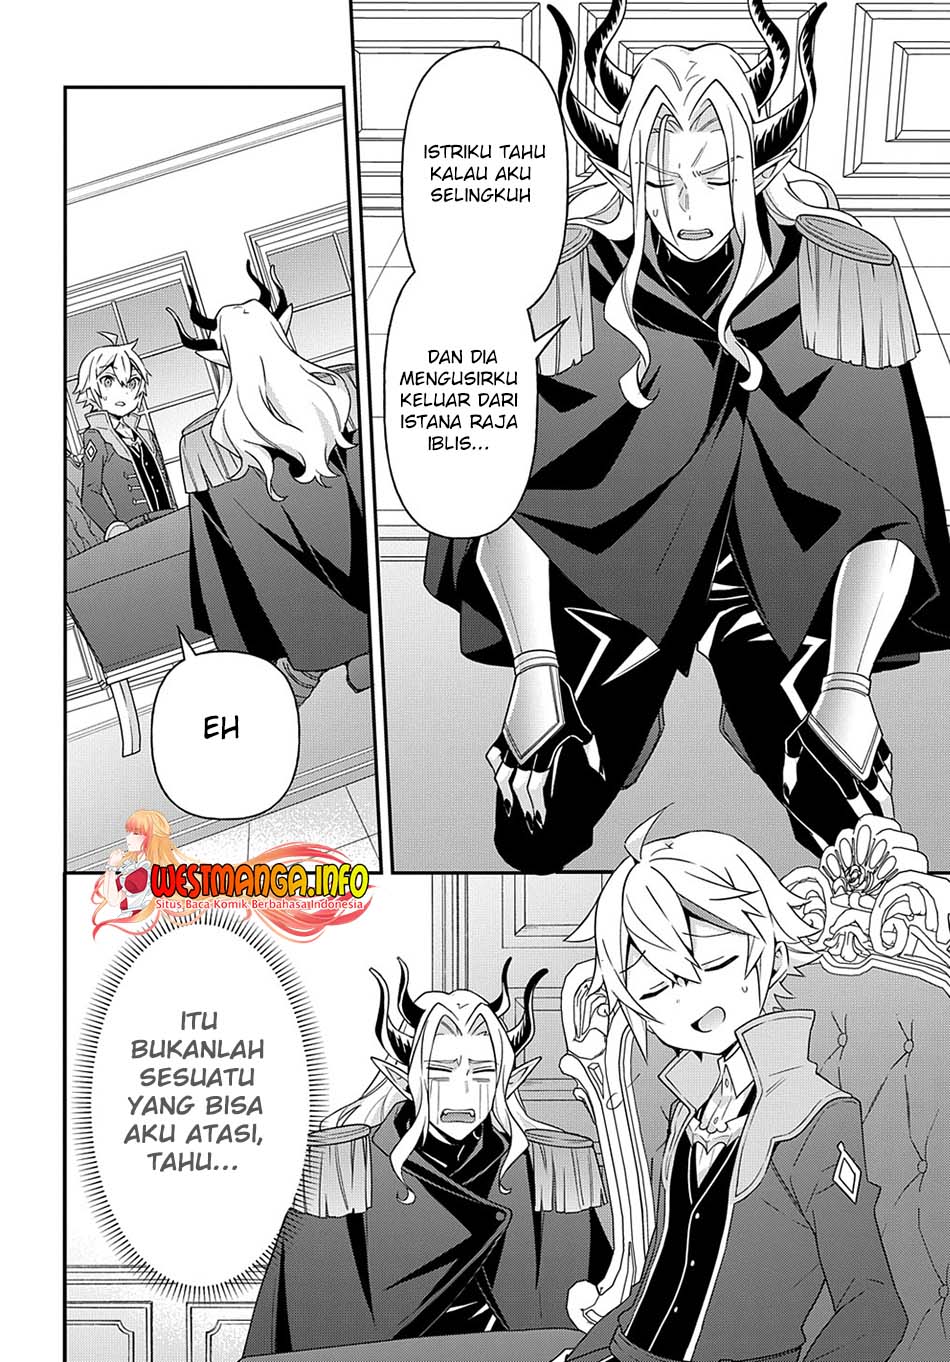 ISTRIKU TAHU
KALAU AKU
SELINGKUH
DAN DIA
MENGUSIRKU
KELUAR DARI
ISTANA RAJA
IBLIS...
EH
WESTMANGA.INFO
Situs Baca Komik Berbahasa Indonesia
ITU
BUKANLAH
SESUATU
YANG BISA
AKU ATASI,
TAHU...